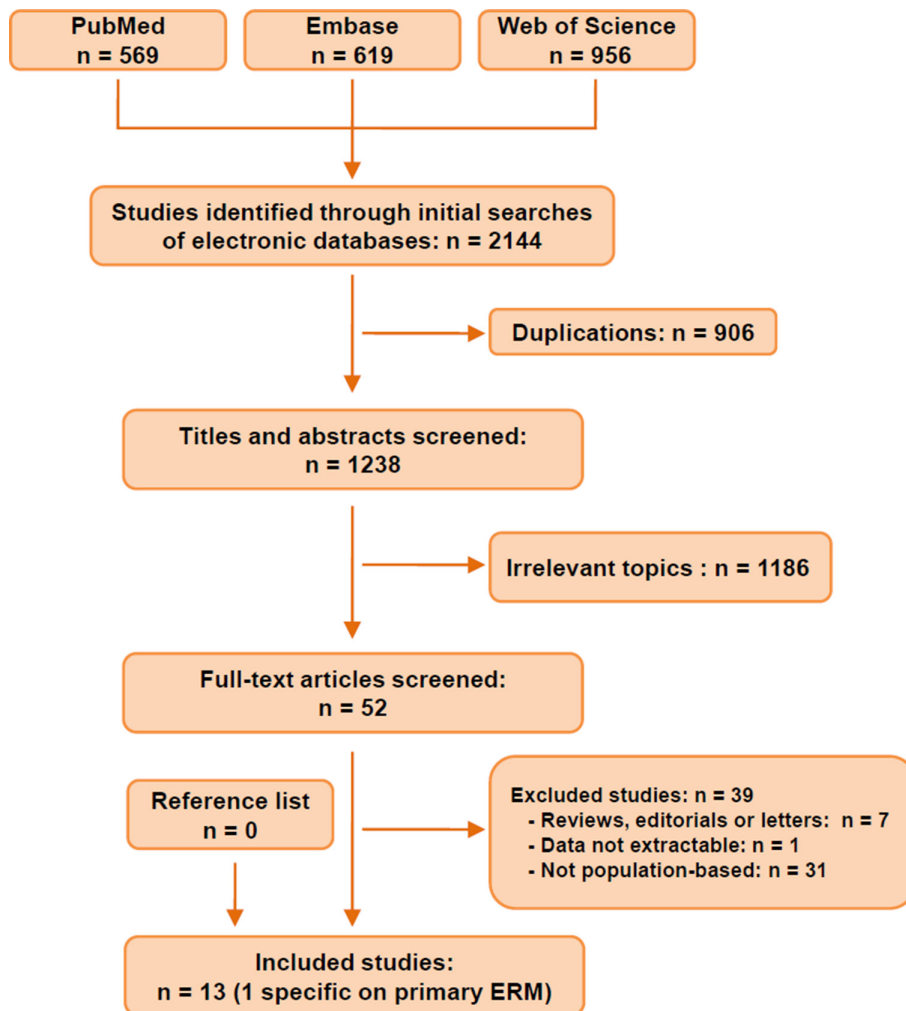 PubMed
n = 569
Embase
n = 619
Web of Science
n = 956
Studies identified through initial searches
of electronic databases: n = 2144
Duplications: n = 906
Titles and abstracts screened:
n = 1238
Irrelevant topics : n = 1186
Full-text articles screened:
n = 52
Reference list
n = 0
Excluded studies: n = 39
- Reviews, editorials or letters: n = 7
- Data not extractable: n = 1
- Not population-based: n = 31
Included studies:
n = 13 (1 specific on primary ERM)